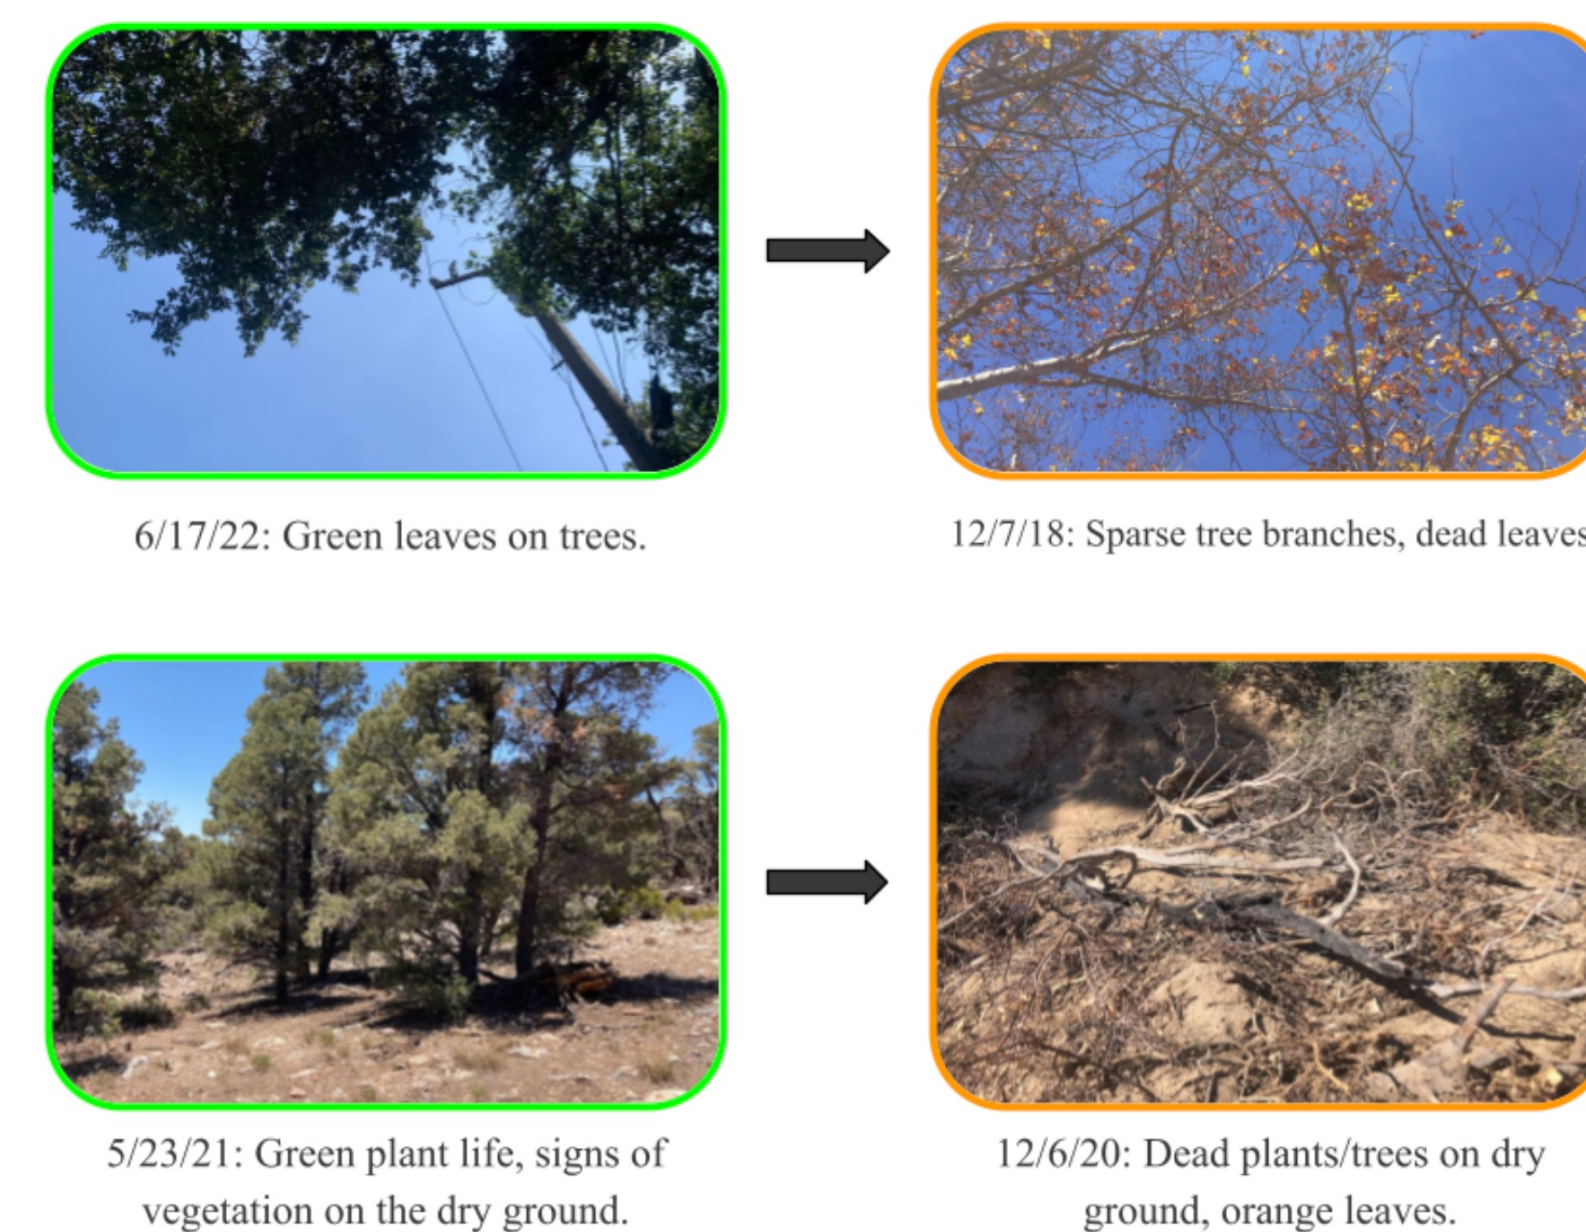 6/17/22: Green leaves on trees.
12/7/18: Sparse tree branches, dead leaves
5/23/21: Green plant life, signs of
vegetation on the dry ground.
12/6/20: Dead plants/trees on dry
ground, orange leaves.